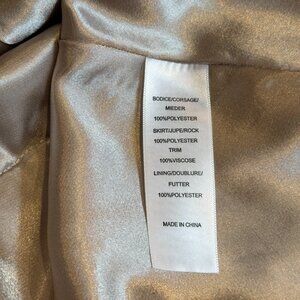 BODICE/CORSAGE/
MIEDER
100%POLYESTER
SKIRT/JUPE/ROCK
100%POLYESTER
TRIM
100%VISCOSE
LINING/DOUBLURE/
FUTTER
100%POLYESTER
MADE IN CHINA